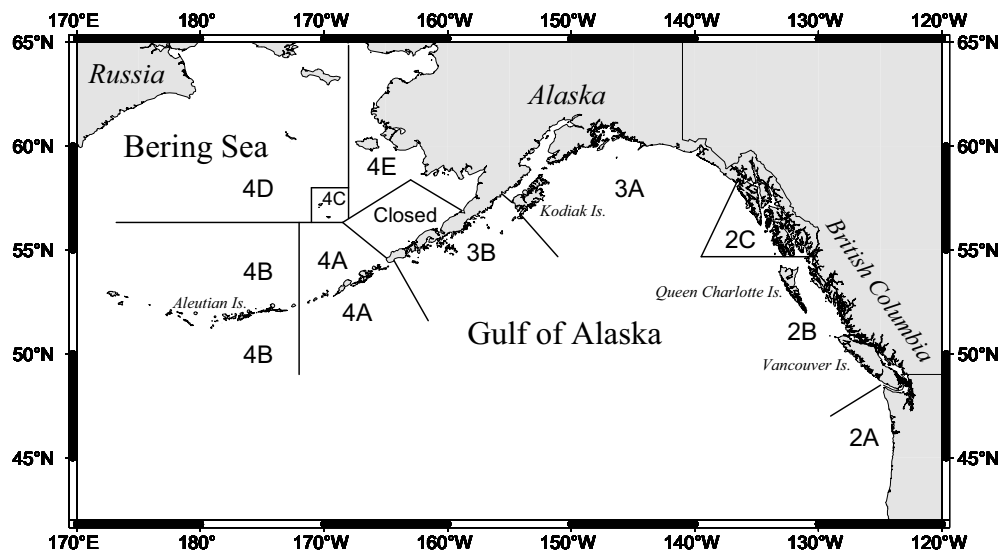 170°E 180° 170°W 160°W 150°W 140°W 130°W 120°W
65°N 65°N
Russia
Alaska
60°N Bering Sea 60°N
4E
4D 4C 3A
Closed Kodiak Is.
2C
55°N 3B 55°N
4A
4B
Aleutian Is. Queen Charlotte Is.
4A
British Columbia
Gulf of Alaska 2B
50°N 4B 50°N
Vancouver Is.
2A
45°N 45°N
170°E 180° 170°W 160°W 150°W 140°W 130°W 120°W